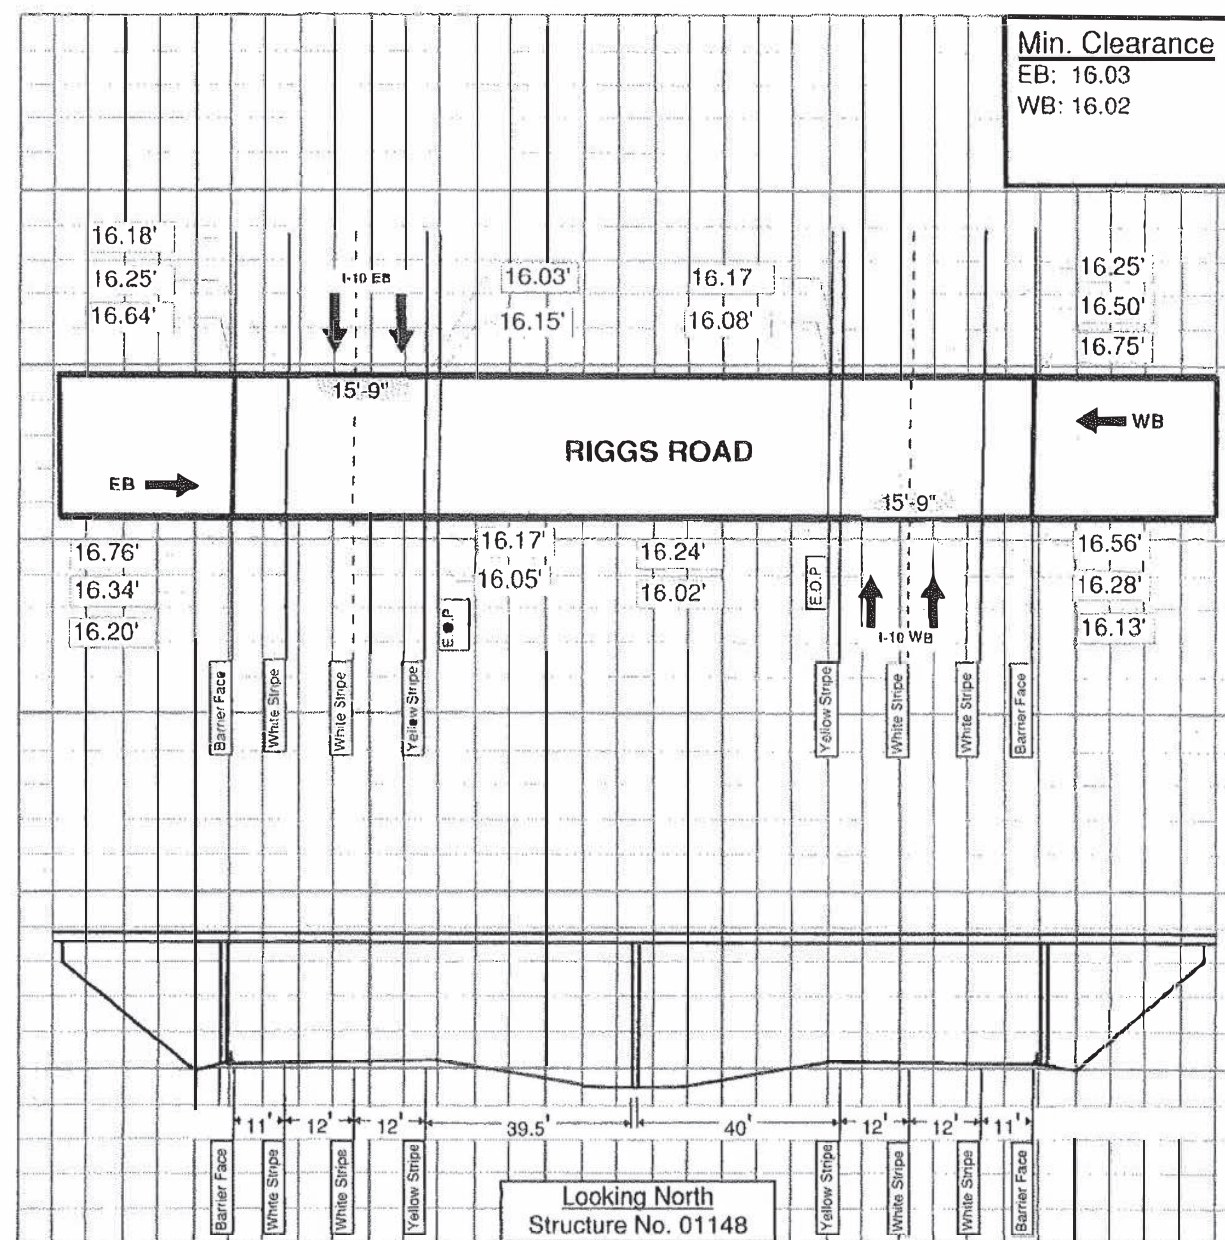 Min. Clearance
EB: 16.03
WB: 16.02
16.18'
16.25'
16.64'
I-10 EB
16.03'
16.15'
16.17
16.08'
16.25'
16.50'
16.75'
15'-9"
RIGGS ROAD
WB
EB
15'-9"
16.76'
16.34'
16.20'
16.17'
16.05'
16.24'
16.02'
E.O.P
E.O.P
I-10 WB
16.56'
16.28'
16.13'
Barrier Face
White Stripe
White Stripe
Yellow Stripe
Yellow Stripe
White Stripe
White Stripe
Barrier Face
11'
12'
12'
39.5'
40'
12'
12'
11'
Barrier Face
White Stripe
White Stripe
Yellow Stripe
Yellow Stripe
White Stripe
White Stripe
Barrier Face
Looking North
Structure No. 01148